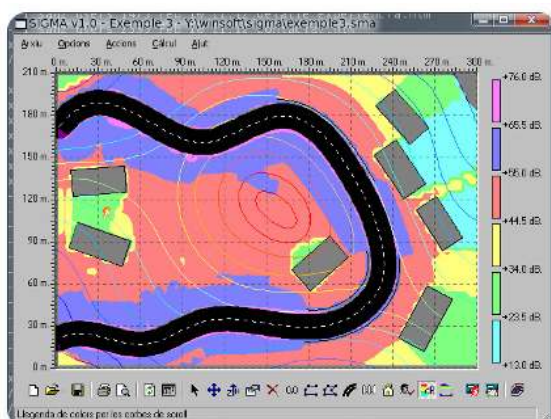 SIGMA v1.0 - Exemple 3 - Y:\winsoft\sigma\exemple3.sma
Arxiu Opcions Accions Càlcul Ajut
0 m. 30 m. 60 m. 90 m. 120 m. 150 m. 180 m. 210 m. 240 m. 270 m. 300 m.
210 m.
180 m.
150 m.
120 m.
90 m.
60 m.
30 m.
0 m.
+76.0 dB.
+65.5 dB.
+55.0 dB.
+44.5 dB.
+34.0 dB.
+23.5 dB.
+13.0 dB.
Llegenda de colors per les corbes de soroll